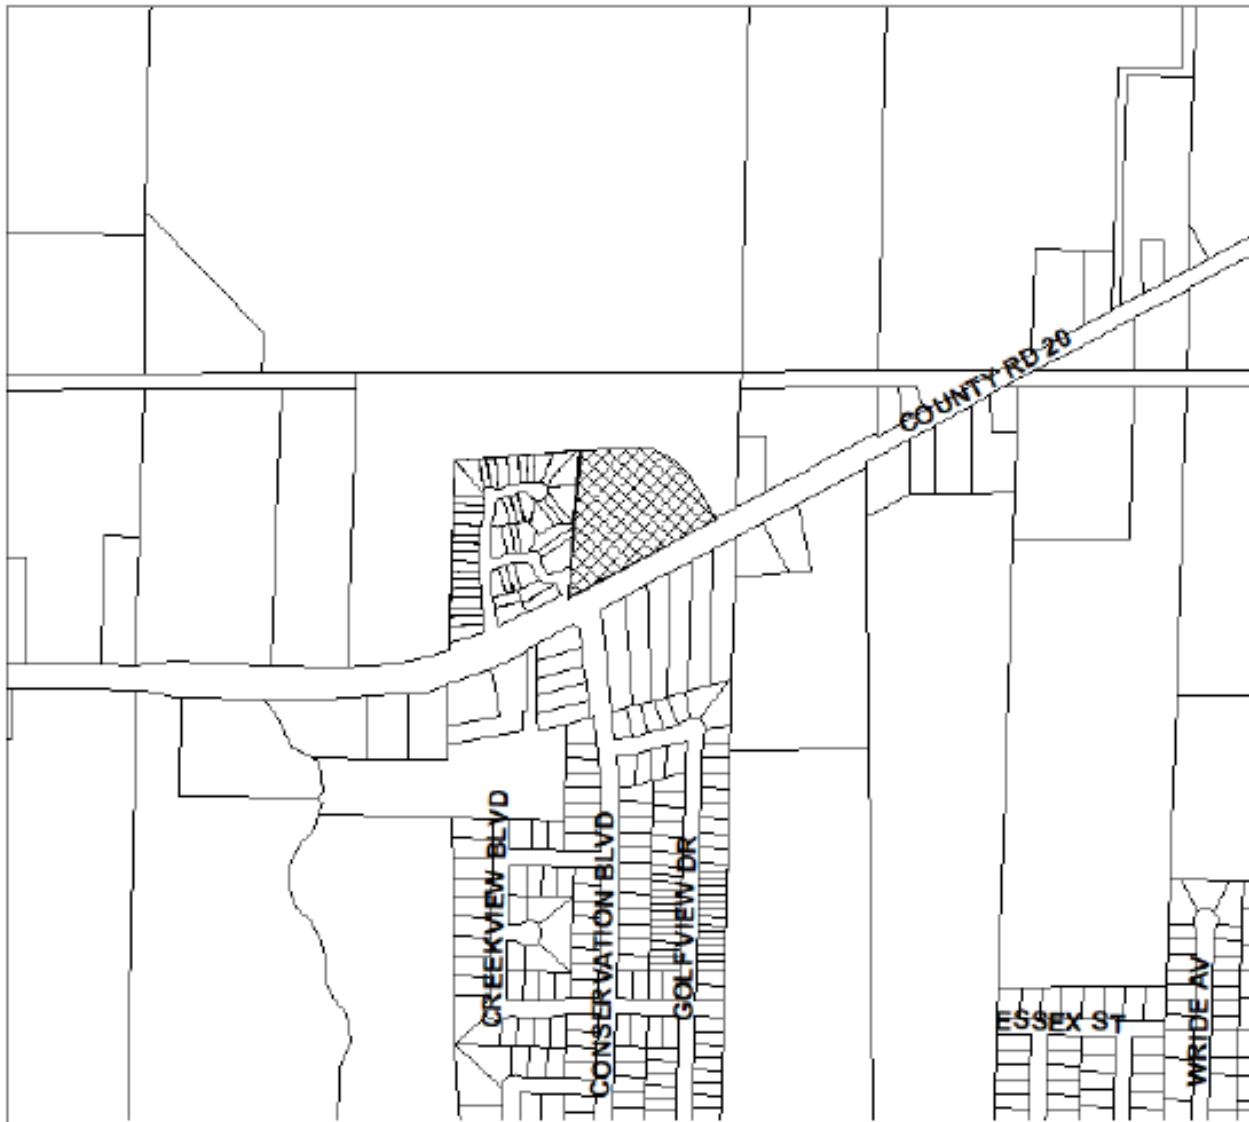 COUNTY RD 20
CREEKVIEW BLVD
CONSERVATION BLVD
GOLFVIEW DR
ESSEX ST
WRIDE AV